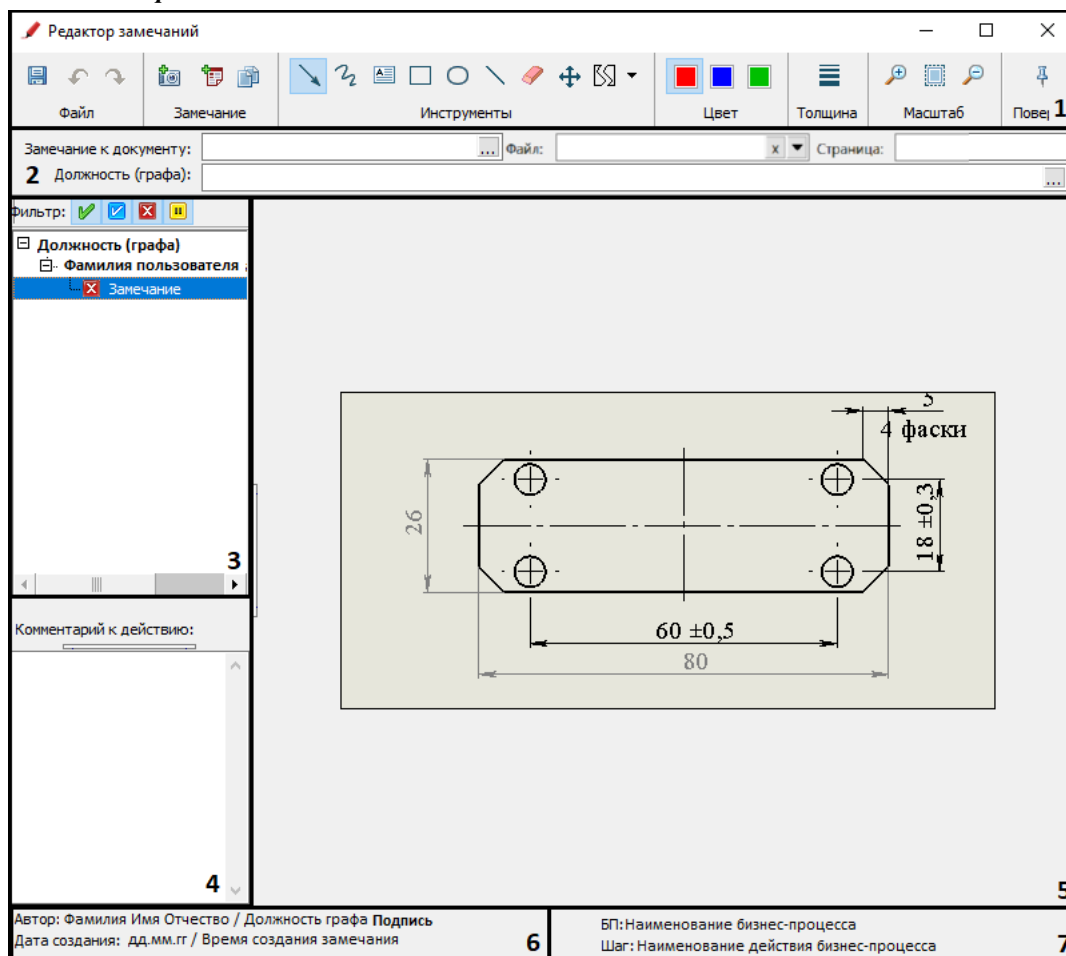 Редактор замечаний
Файл Замечание Инструменты Цвет Толщина Масштаб Повер 1
Замечание к документу: ... Файл: x Страница:
2 Должность (графа): ...
Фильтр:
Должность (графа)
Фамилия пользователя
Замечание
3
5
4 фаски
26
18 ±0,3
60 ±0,5
80
Комментарий к действию:
4
5
Автор: Фамилия Имя Отчество / Должность графа Подпись
Дата создания: дд.мм.гг / Время создания замечания 6
БП:Наименование бизнес-процесса
Шаг: Наименование действия бизнес-процесса 7